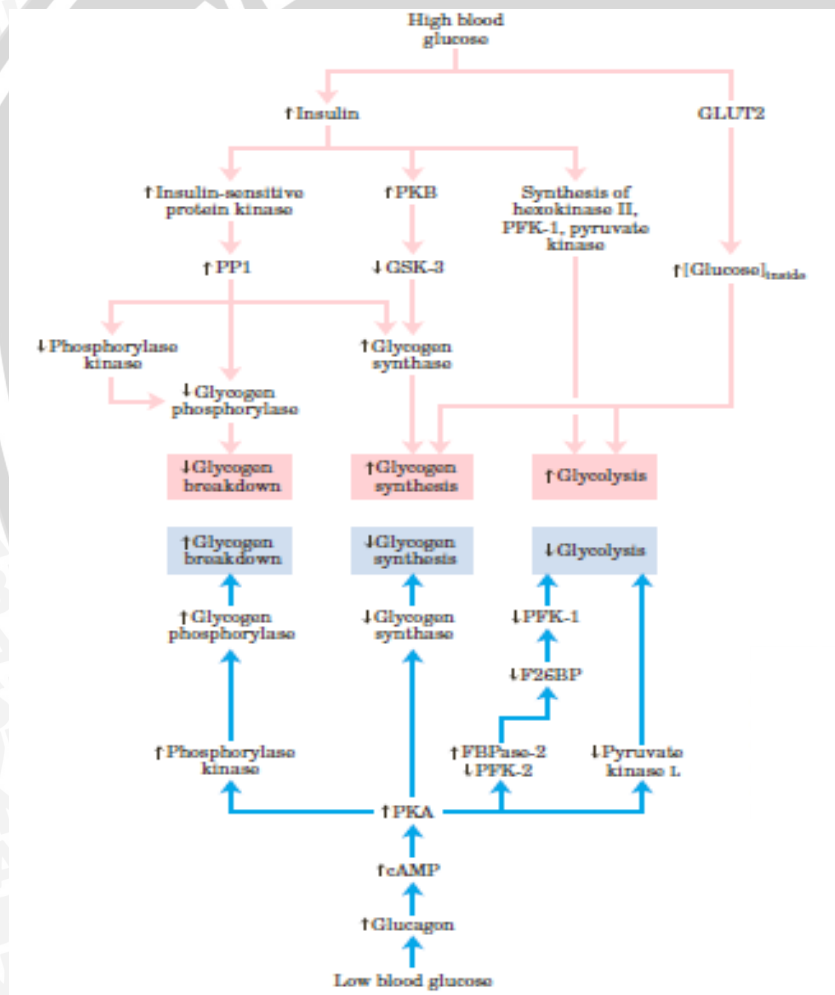 High blood
glucose
↑Insulin
GLUT2
↑Insulin-sensitive
protein kinase
↑PKB
Synthesis of
hexokinase II,
PFK-1, pyruvate
kinase
↑PP1
↓GSK-3
↑[Glucose]inside
↓Phosphorylase
kinase
↑Glycogen
synthase
↓Glycogen
phosphorylase
↓Glycogen
breakdown
↑Glycogen
synthesis
↑Glycolysis
↑Glycogen
breakdown
↓Glycogen
synthesis
↓Glycolysis
↑Glycogen
phosphorylase
↓Glycogen
synthase
↓PFK-1
↓F26BP
↑Phosphorylase
kinase
↑FBPase-2
↓PFK-2
↓Pyruvate
kinase L
↑PKA
↑cAMP
↑Glucagon
Low blood glucose